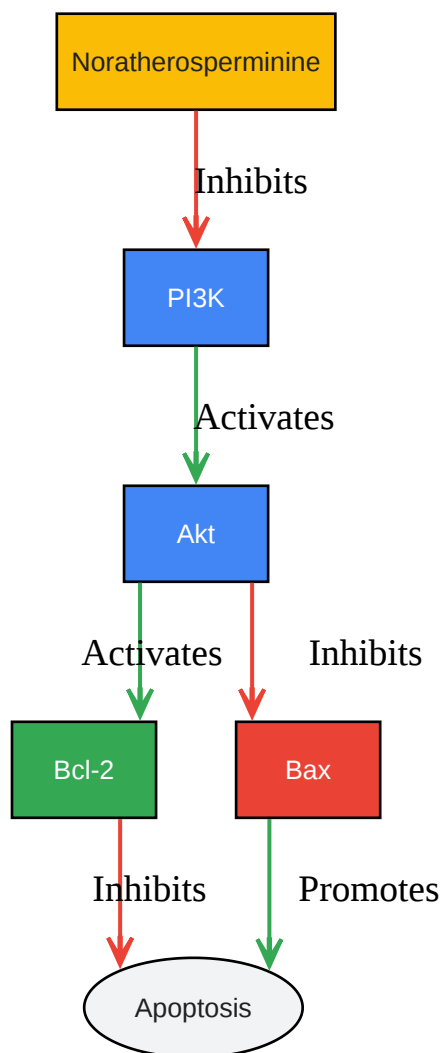 Noratherosperminine
Inhibits
PI3K
Activates
Akt
Activates
Inhibits
Bcl-2
Bax
Inhibits
Promotes
Apoptosis